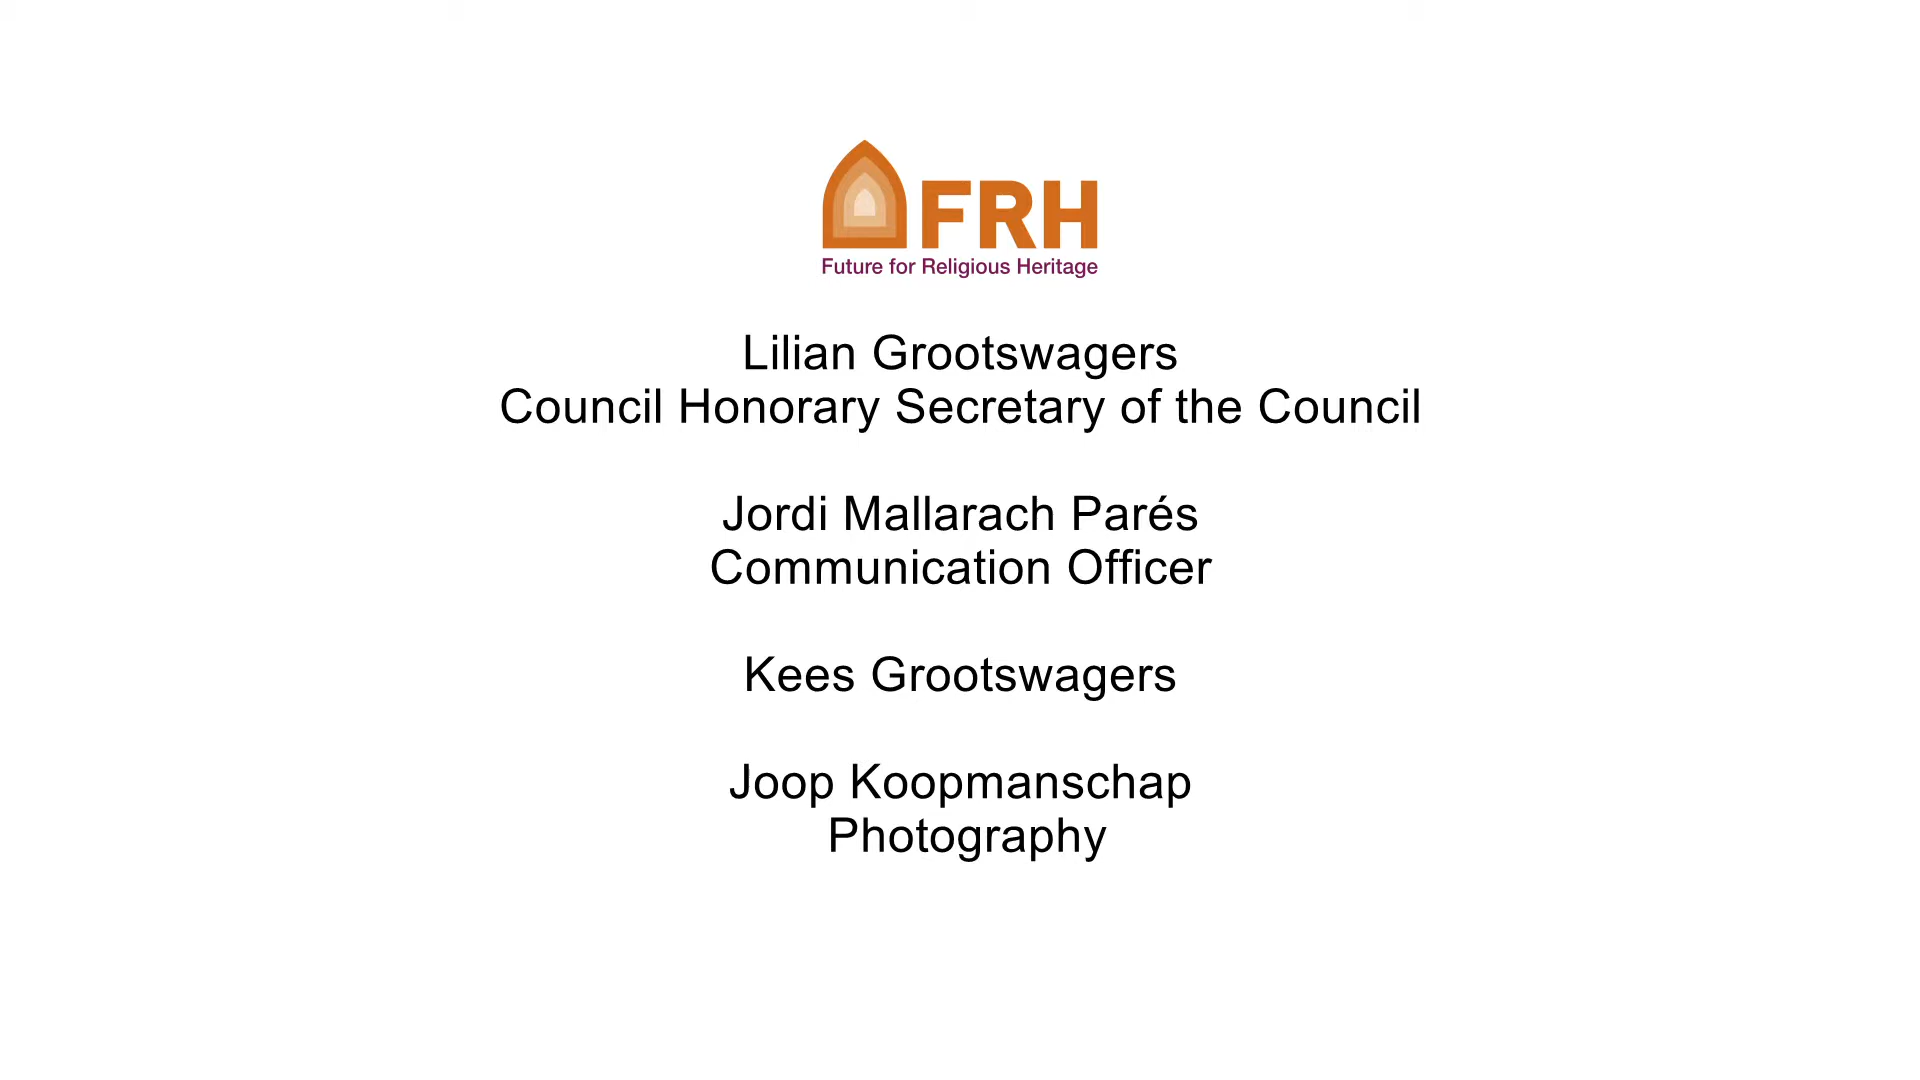 FRH
Future for Religious Heritage
Lilian Grootswagers
Council Honorary Secretary of the Council
Jordi Mallarach Parés
Communication Officer
Kees Grootswagers
Joop Koopmanschap
Photography